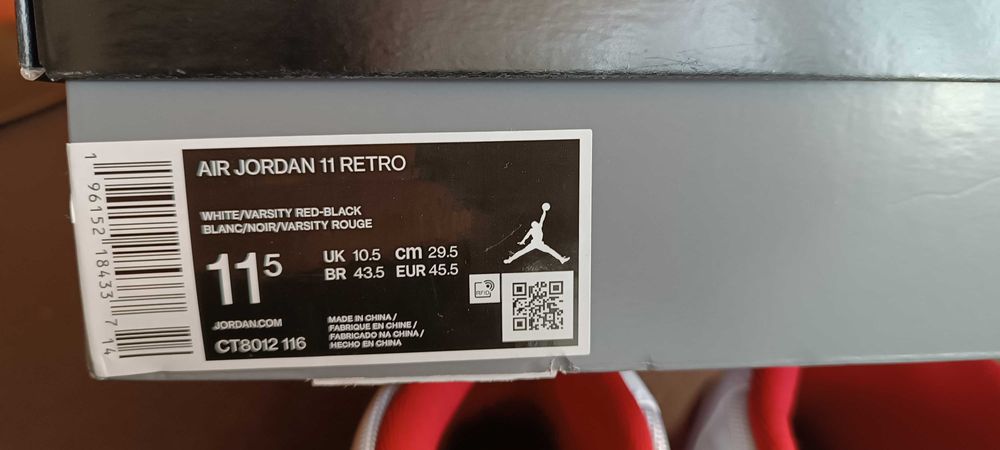 AIR JORDAN 11 RETRO
WHITE/VARSITY RED-BLACK
BLANC/NOIR/VARSITY ROUGE
11 5
UK 10.5 cm 29.5
BR 43.5 EUR 45.5
RFID
JORDAN.COM
CT8012 116
MADE IN CHINA /
FABRIQUE EN CHINE /
FABRICADO NA CHINA /
HECHO EN CHINA
1 96152 18433 7 14